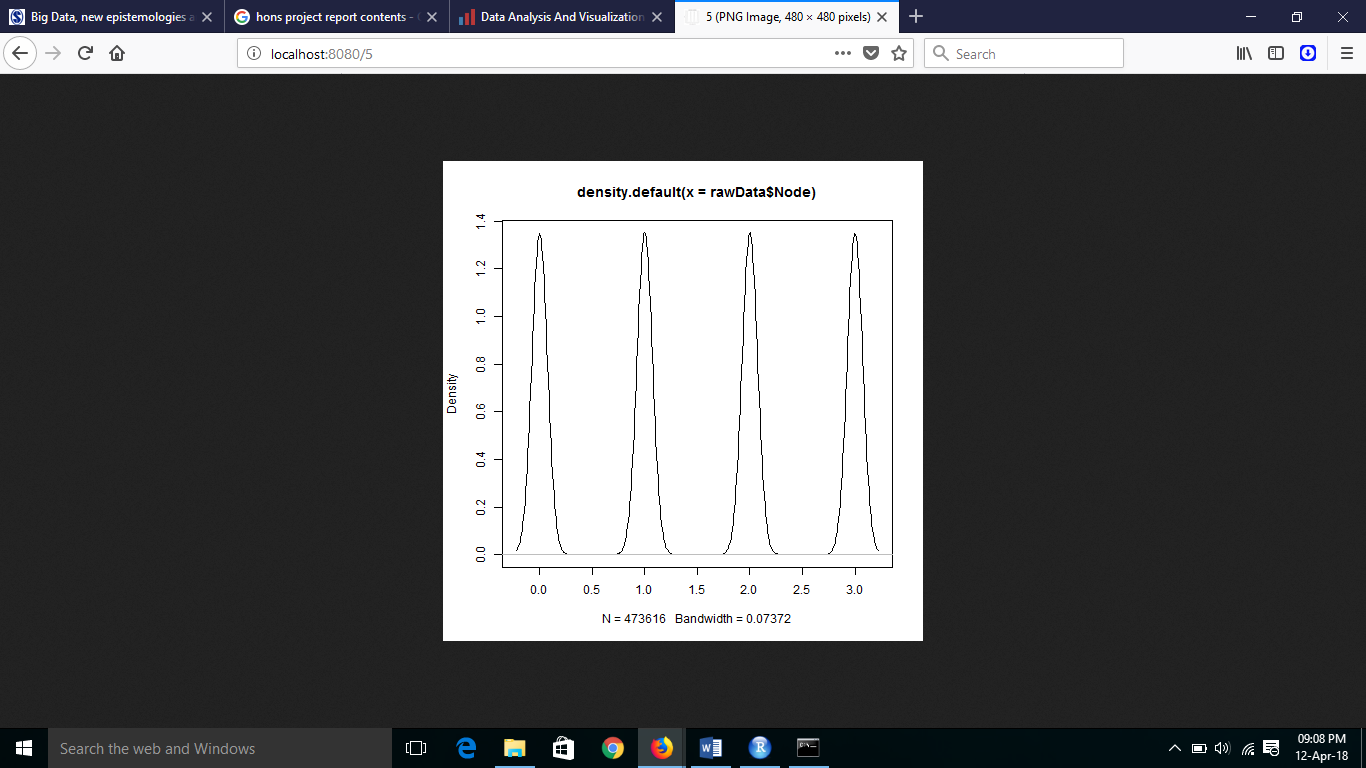 Big Data, new epistemologies a
hons project report contents -
Data Analysis And Visualization
5 (PNG Image, 480 × 480 pixels)
localhost:8080/5
Search
density.default(x = rawData$Node)
Density
1.4
1.2
1.0
0.8
0.6
0.4
0.2
0.0
0.0 0.5 1.0 1.5 2.0 2.5 3.0
N = 473616 Bandwidth = 0.07372
Search the web and Windows
09:08 PM
12-Apr-18